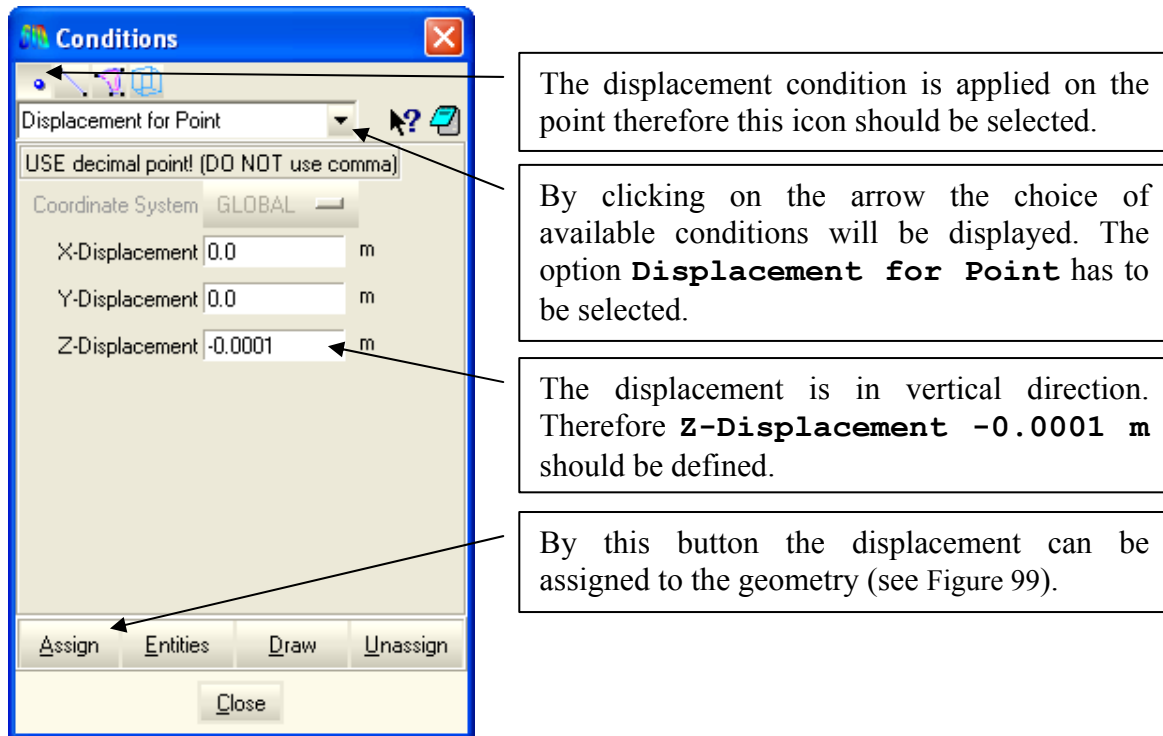 Conditions
Displacement for Point
USE decimal point! (DO NOT use comma)
Coordinate System GLOBAL
X-Displacement 0.0 m
Y-Displacement 0.0 m
Z-Displacement -0.0001 m
Assign Entities Draw Unassign
Close
The displacement condition is applied on the
point therefore this icon should be selected.
By clicking on the arrow the choice of
available conditions will be displayed. The
option Displacement for Point has to
be selected.
The displacement is in vertical direction.
Therefore Z-Displacement -0.0001 m
should be defined.
By this button the displacement can be
assigned to the geometry (see Figure 99).